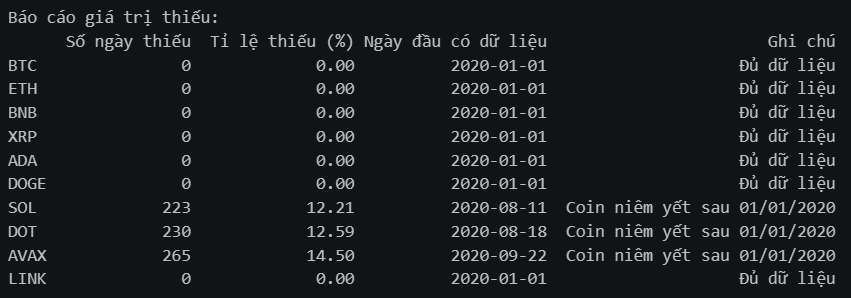 Báo cáo giá trị thiếu:
Số ngày thiếu Tỉ lệ thiếu (%) Ngày đầu có dữ liệu Ghi chú
BTC 0 0.00 2020-01-01 Đủ dữ liệu
ETH 0 0.00 2020-01-01 Đủ dữ liệu
BNB 0 0.00 2020-01-01 Đủ dữ liệu
XRP 0 0.00 2020-01-01 Đủ dữ liệu
ADA 0 0.00 2020-01-01 Đủ dữ liệu
DOGE 0 0.00 2020-01-01 Đủ dữ liệu
SOL 223 12.21 2020-08-11 Coin niêm yết sau 01/01/2020
DOT 230 12.59 2020-08-18 Coin niêm yết sau 01/01/2020
AVAX 265 14.50 2020-09-22 Coin niêm yết sau 01/01/2020
LINK 0 0.00 2020-01-01 Đủ dữ liệu